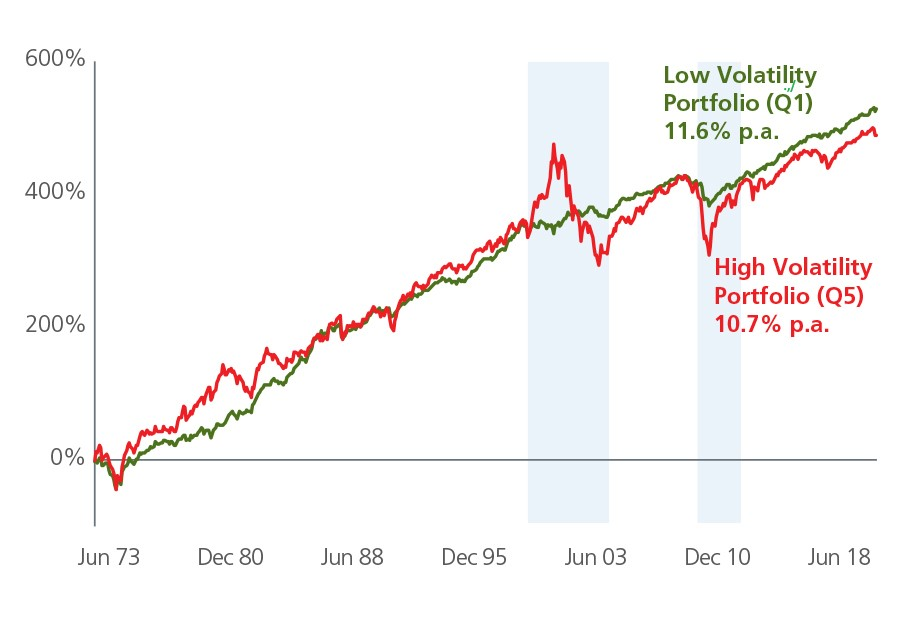 600%
Low Volatility
Portfolio (Q1)
11.6% p.a.
400%
High Volatility
Portfolio (Q5)
10.7% p.a.
200%
0%
Jun 73 Dec 80 Jun 88 Dec 95 Jun 03 Dec 10 Jun 18